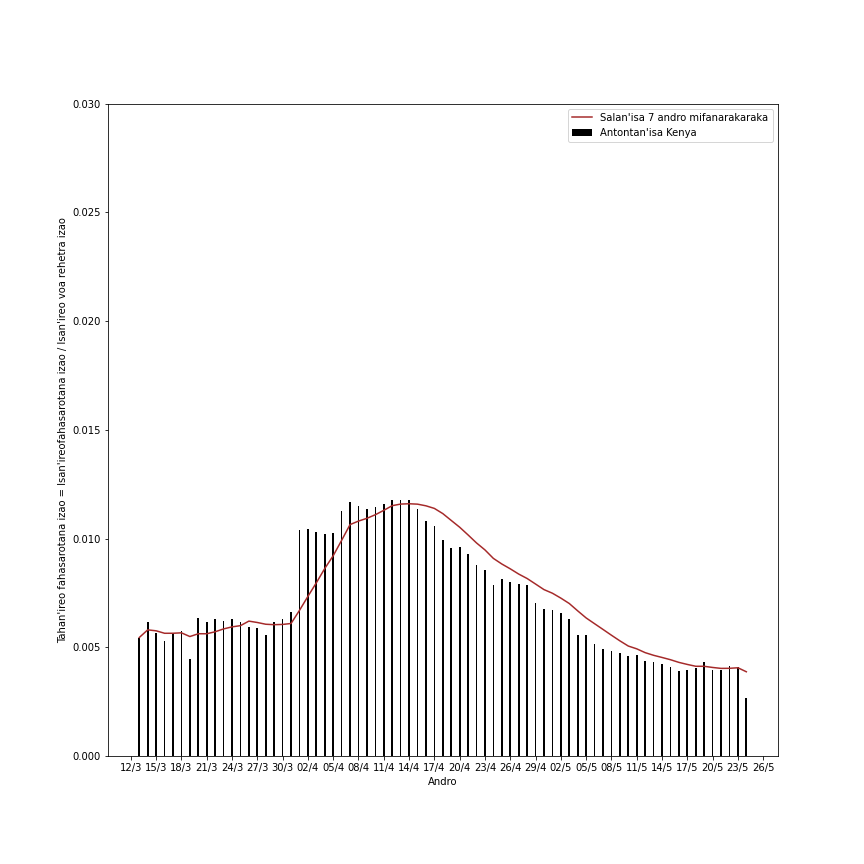 Salan'isa 7 andro mifanarakaraka
Antontan'isa Kenya
Tahan'ireo fahasarotana izao = Isan'ireofahasarotana izao / Isan'ireo voa rehetra izao
0.030
0.025
0.020
0.015
0.010
0.005
0.000
12/3 15/3 18/3 21/3 24/3 27/3 30/3 02/4 05/4 08/4 11/4 14/4 17/4 20/4 23/4 26/4 29/4 02/5 05/5 08/5 11/5 14/5 17/5 20/5 23/5 26/5
Andro